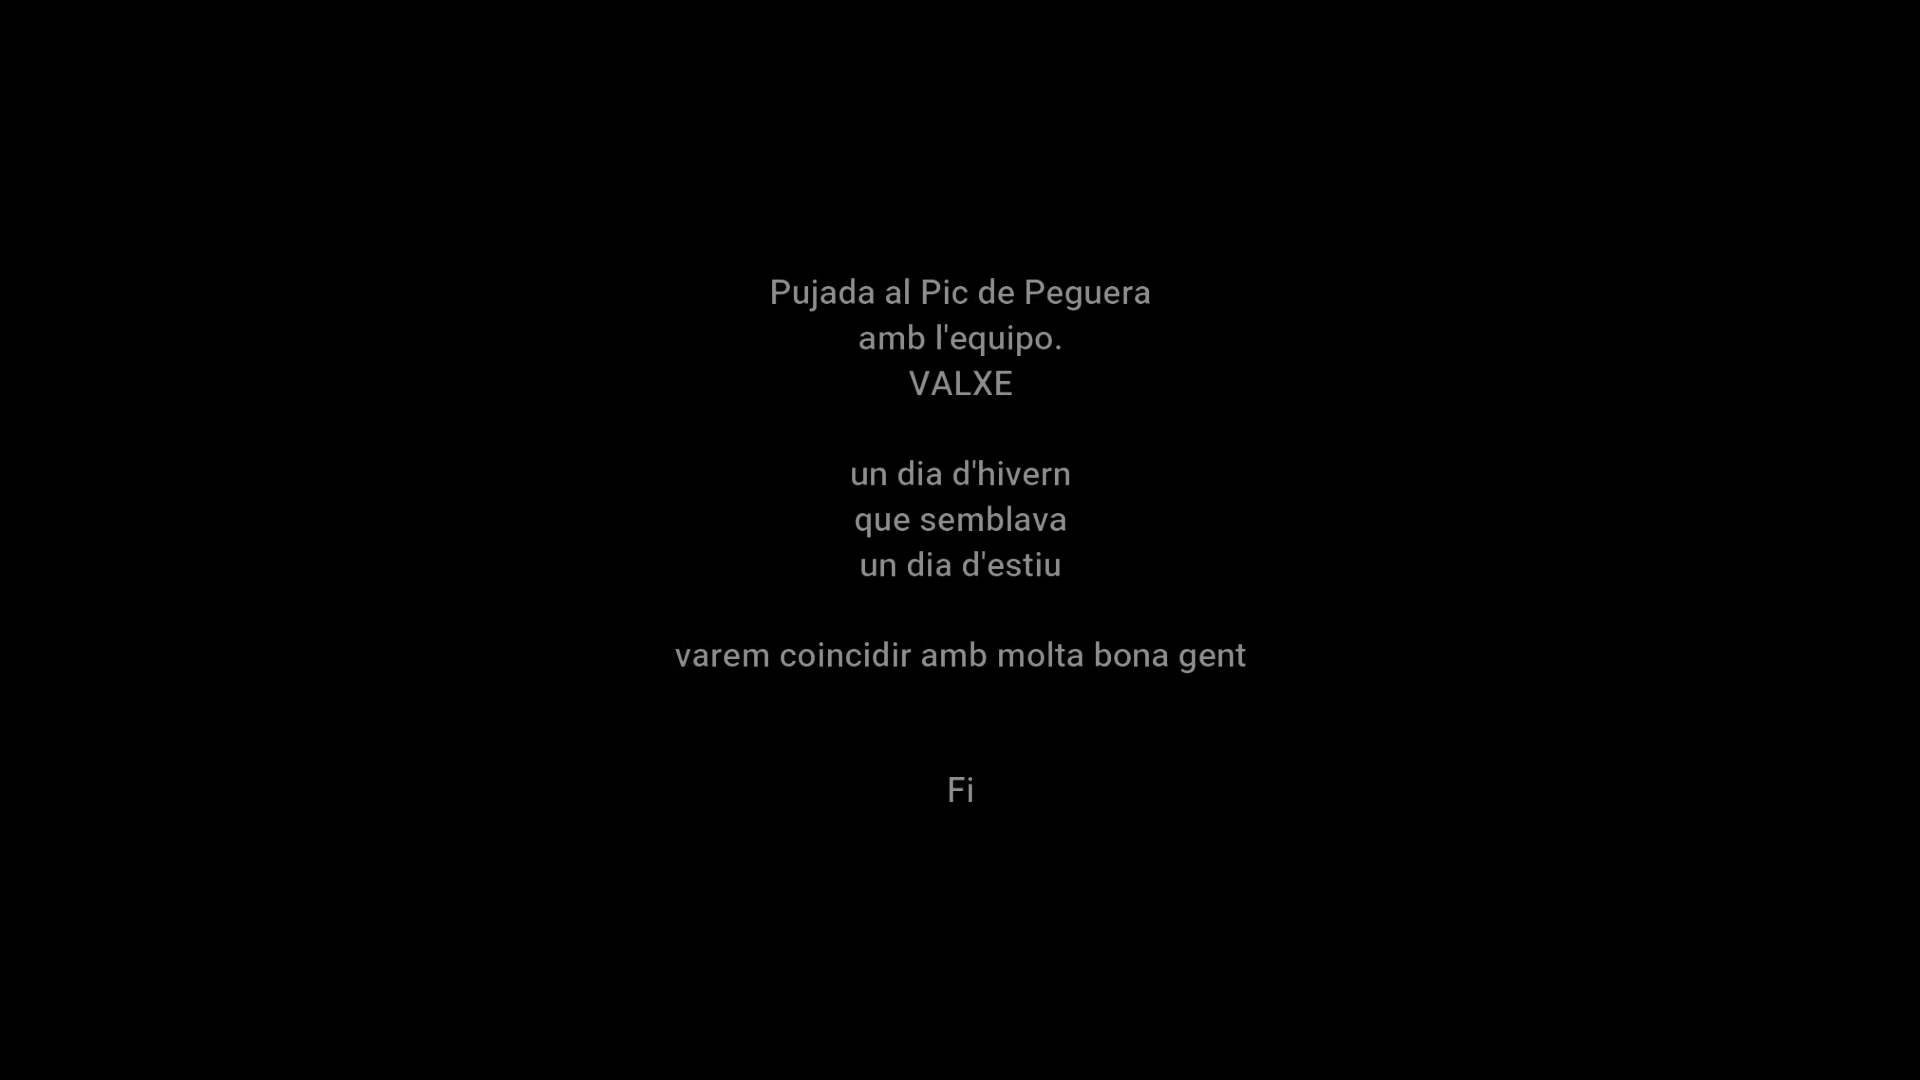 Pujada al Pic de Peguera
amb l'equipo.
VALXE
un dia d'hivern
que semblava
un dia d'estiu
varem coincidir amb molta bona gent
Fi